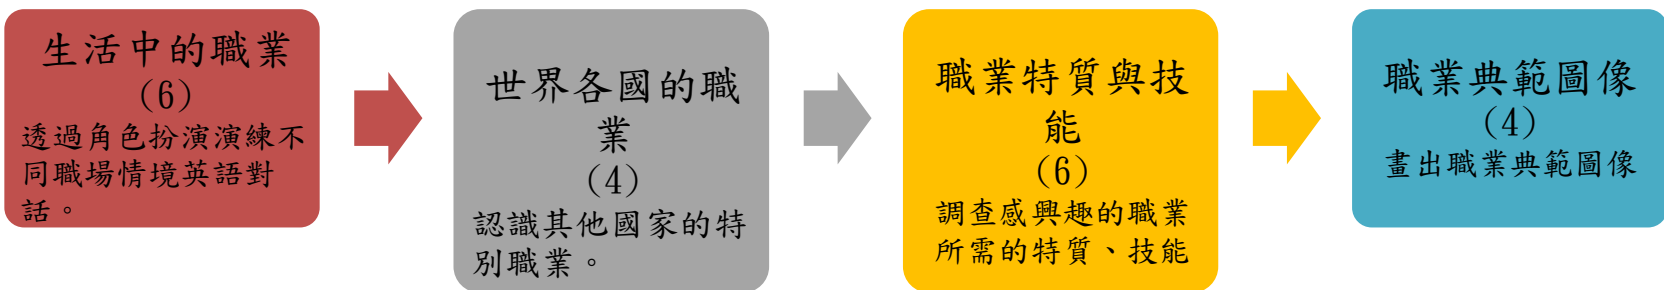 生活中的職業
(6)
透過角色扮演演練不
同職場情境英語對
話。
世界各國的職
業
(4)
認識其他國家的特
別職業。
職業特質與技
能
(6)
調查感興趣的職業
所需的特質、技能
職業典範圖像
(4)
畫出職業典範圖像